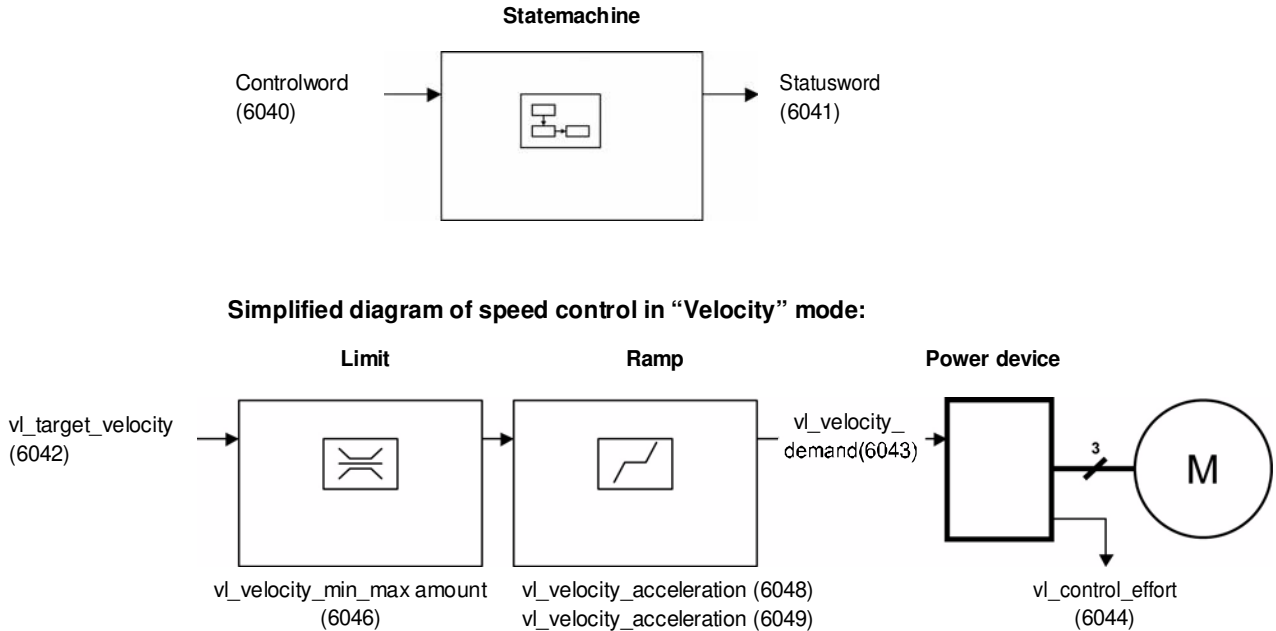 Statemachine
Controlword
(6040)
Statusword
(6041)
Simplified diagram of speed control in “Velocity” mode:
Limit
Ramp
Power device
vl_target_velocity
(6042)
vl_velocity_
demand(6043)
3
M
vl_velocity_min_max amount
(6046)
vl_velocity_acceleration (6048)
vl_velocity_acceleration (6049)
vl_control_effort
(6044)